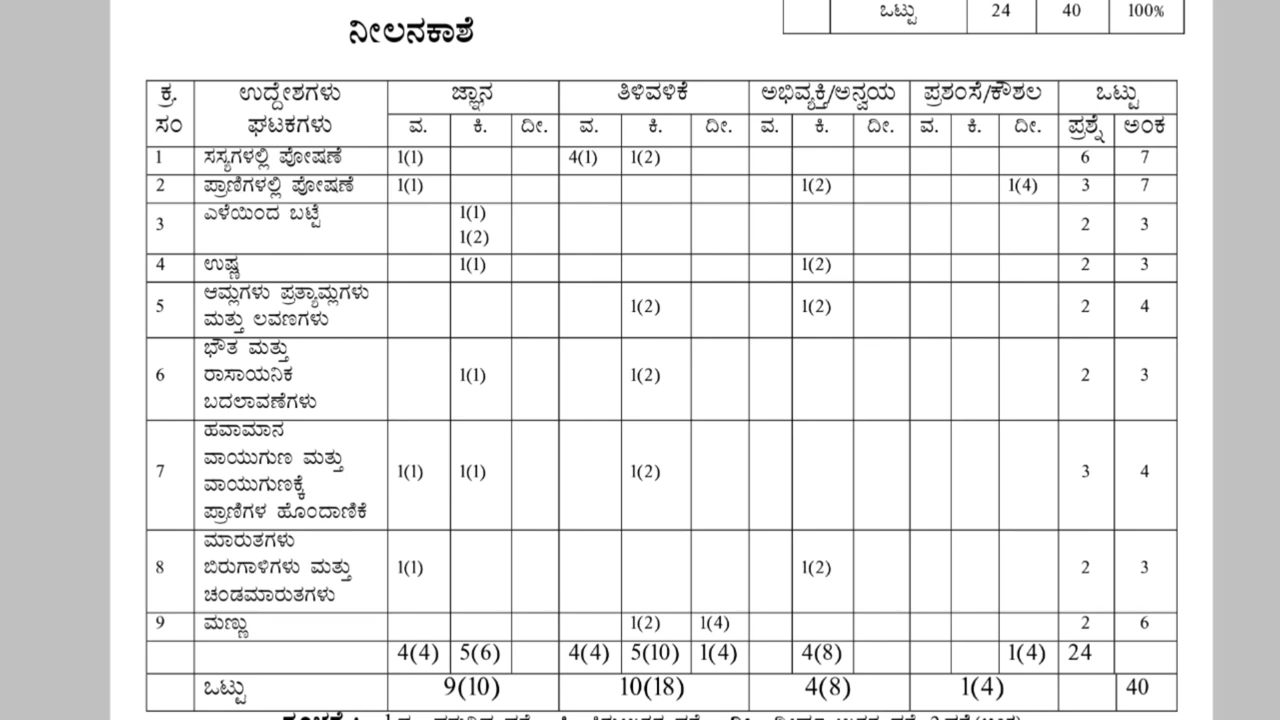 ಒಟ್ಟು 24 40 100%
ನೀಲನಕಾಶೆ
ಕ್ರ. ಸಂ ಉದ್ದೇಶಗಳು ಘಟಕಗಳು ಜ್ಞಾನ ತಿಳಿವಳಿಕೆ ಅಭಿವ್ಯಕ್ತಿ/ಅನ್ವಯ ಪ್ರಶಂಸೆ/ಕೌಶಲ ಒಟ್ಟು
ವ. ಕಿ. ದೀ. ವ. ಕಿ. ದೀ. ವ. ಕಿ. ದೀ. ವ. ಕಿ. ದೀ. ಪ್ರಶ್ನೆ ಅಂಕ
1 ಸಸ್ಯಗಳಲ್ಲಿ ಪೋಷಣೆ 1(1) 4(1) 1(2) 6 7
2 ಪ್ರಾಣಿಗಳಲ್ಲಿ ಪೋಷಣೆ 1(1) 1(2) 1(4) 3 7
3 ಎಳೆಯಿಂದ ಬಟ್ಟೆ 1(1) 1(2) 2 3
4 ಉಷ್ಣ 1(1) 1(2) 2 3
5 ಆಮ್ಲಗಳು ಪ್ರತ್ಯಾಮ್ಲಗಳು
ಮತ್ತು ಲವಣಗಳು 1(2) 1(2) 2 4
6 ಭೌತ ಮತ್ತು
ರಾಸಾಯನಿಕ 1(1) 1(2) 2 3
ಬದಲಾವಣೆಗಳು
7 ಹವಾಮಾನ
ವಾಯುಗುಣ ಮತ್ತು 1(1) 1(1) 1(2) 3 4
ವಾಯುಗುಣಕ್ಕೆ
ಪ್ರಾಣಿಗಳ ಹೊಂದಾಣಿಕೆ
8 ಮಾರುತಗಳು
ಬಿರುಗಾಳಿಗಳು ಮತ್ತು 1(1) 1(2) 2 3
ಚಂಡಮಾರುತಗಳು
9 ಮಣ್ಣು 1(2) 1(4) 2 6
4(4) 5(6) 4(4) 5(10) 1(4) 4(8) 1(4) 24
ಒಟ್ಟು 9(10) 10(18) 4(8) 1(4) 40